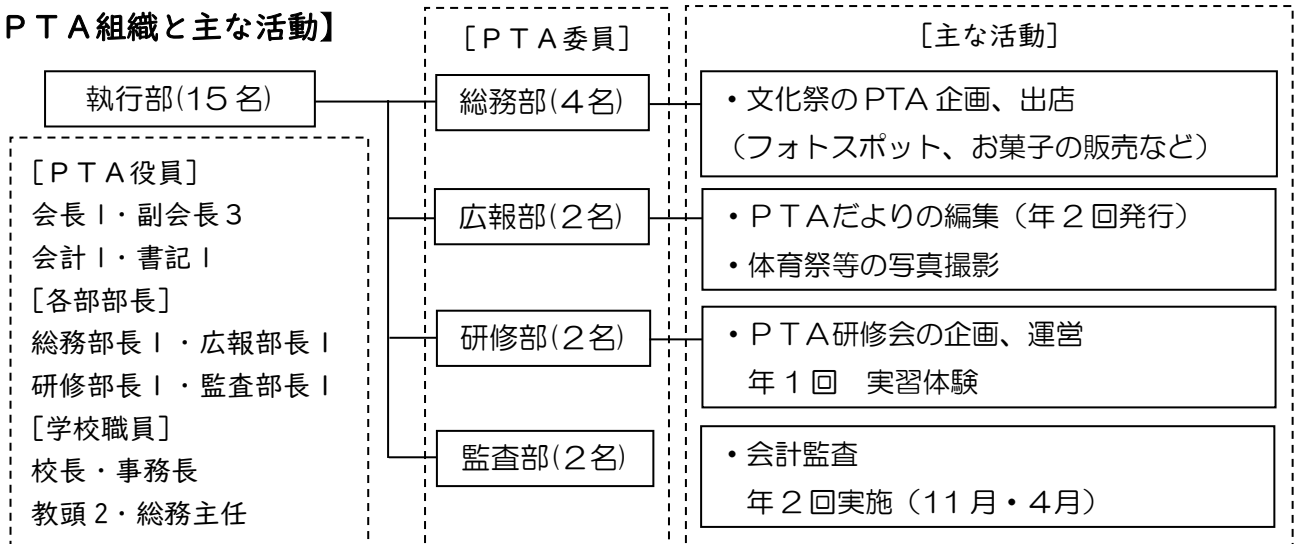 ＰＴＡ組織と主な活動】
執行部(15名)
[ＰＴＡ役員]
会長１・副会長３
会計１・書記１
[各部部長]
総務部長１・広報部長１
研修部長１・監査部長１
[学校職員]
校長・事務長
教頭２・総務主任
[ＰＴＡ委員]
総務部(４名)
広報部(２名)
研修部(２名)
監査部(２名)
[主な活動]
・文化祭のPTA企画、出店
（フォトスポット、お菓子の販売など）
・ＰＴＡだよりの編集（年２回発行）
・体育祭等の写真撮影
・ＰＴＡ研修会の企画、運営
年１回　実習体験
・会計監査
年２回実施（11月・４月）